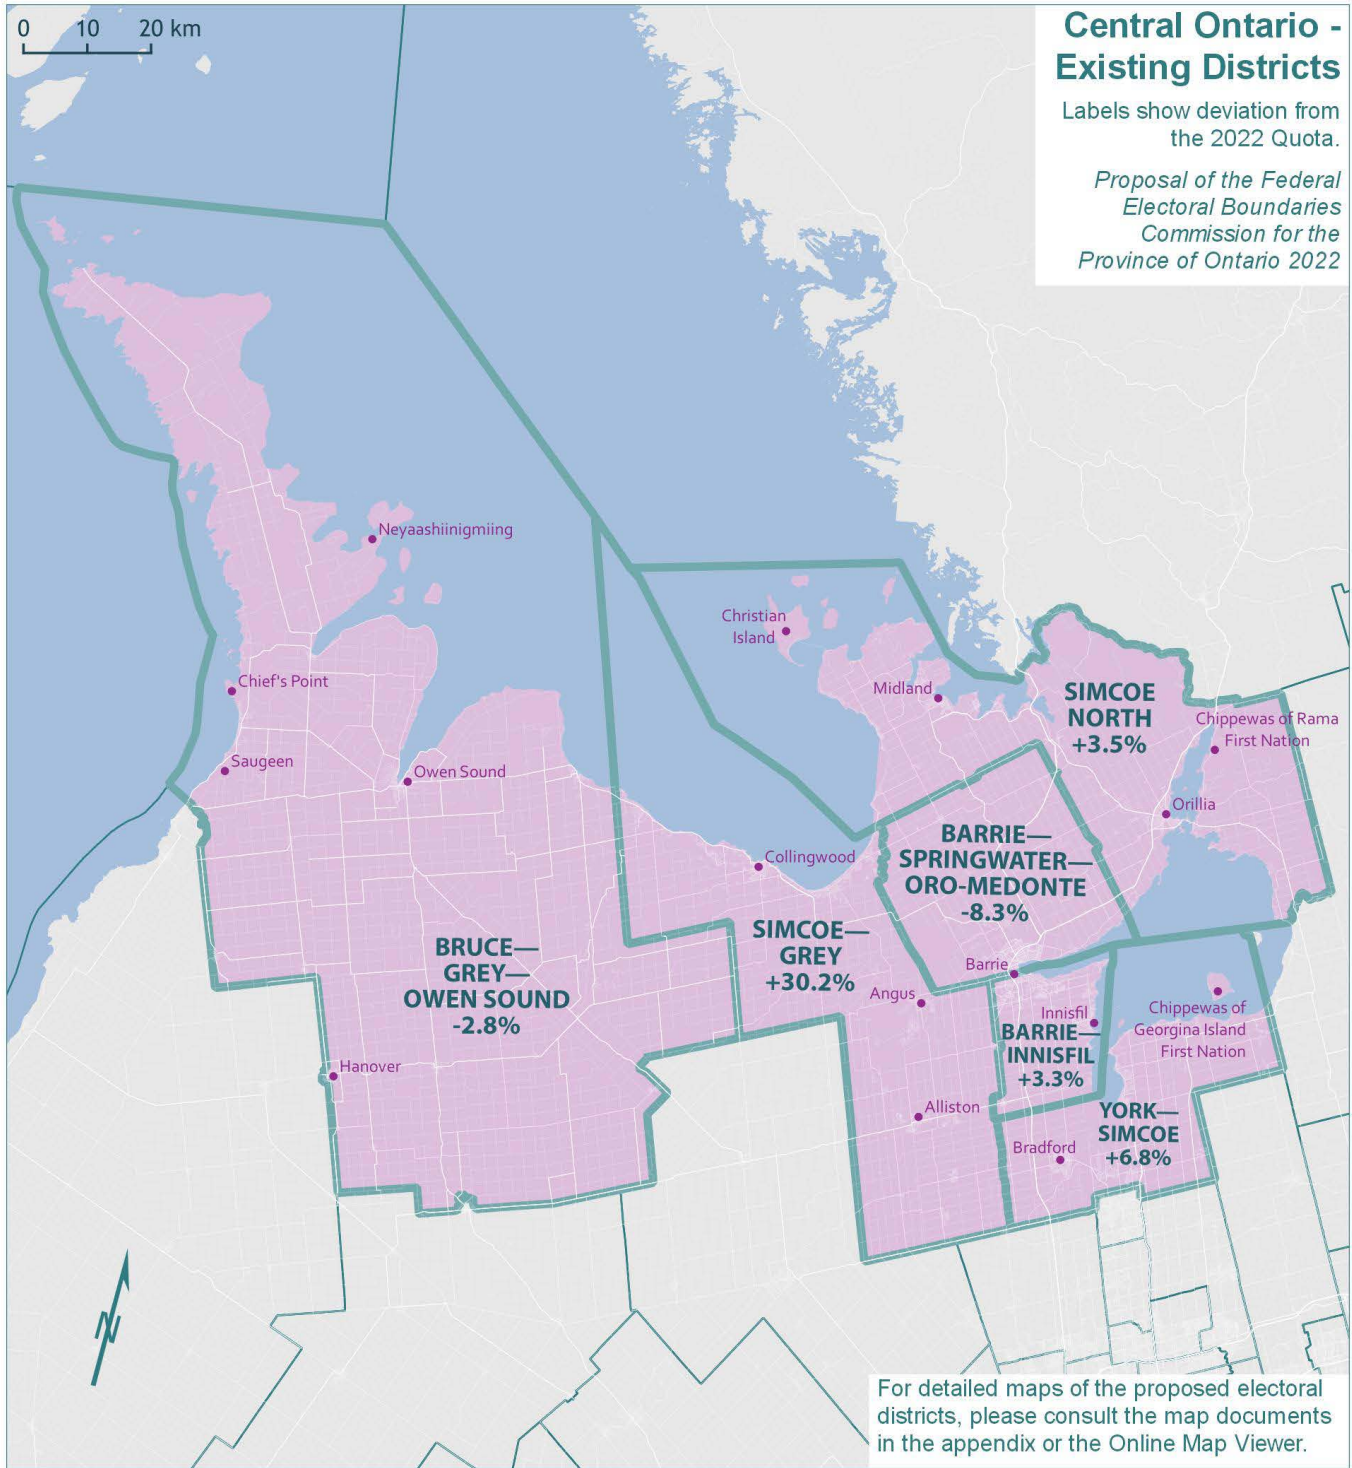 0 10 20 km
Central Ontario -
Existing Districts
Labels show deviation from
the 2022 Quota.
Proposal of the Federal
Electoral Boundaries
Commission for the
Province of Ontario 2022
Neyaashiinigmiing
Christian
Island
Chief's Point
Midland
SIMCOE
NORTH
+3.5%
Chippewas of Rama
First Nation
Saugeen
Owen Sound
Orillia
Collingwood
BARRIE—
SPRINGWATER—
ORO-MEDONTE
-8.3%
BRUCE—
GREY—
OWEN SOUND
-2.8%
SIMCOE—
GREY
+30.2%
Barrie
Angus
Innisfil
BARRIE—
INNISFIL
+3.3%
Chippewas of
Georgina Island
First Nation
Hanover
Alliston
YORK—
SIMCOE
+6.8%
Bradford
N
For detailed maps of the proposed electoral
districts, please consult the map documents
in the appendix or the Online Map Viewer.